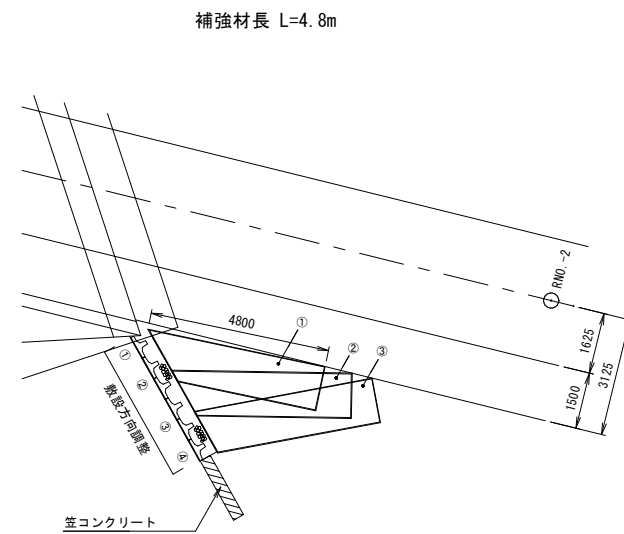 補強材長 L=4.8m
RNO.-2
4800
①
②
③
1625
1500
3125
①
②
③
④
敷設方向調整
笠コンクリート